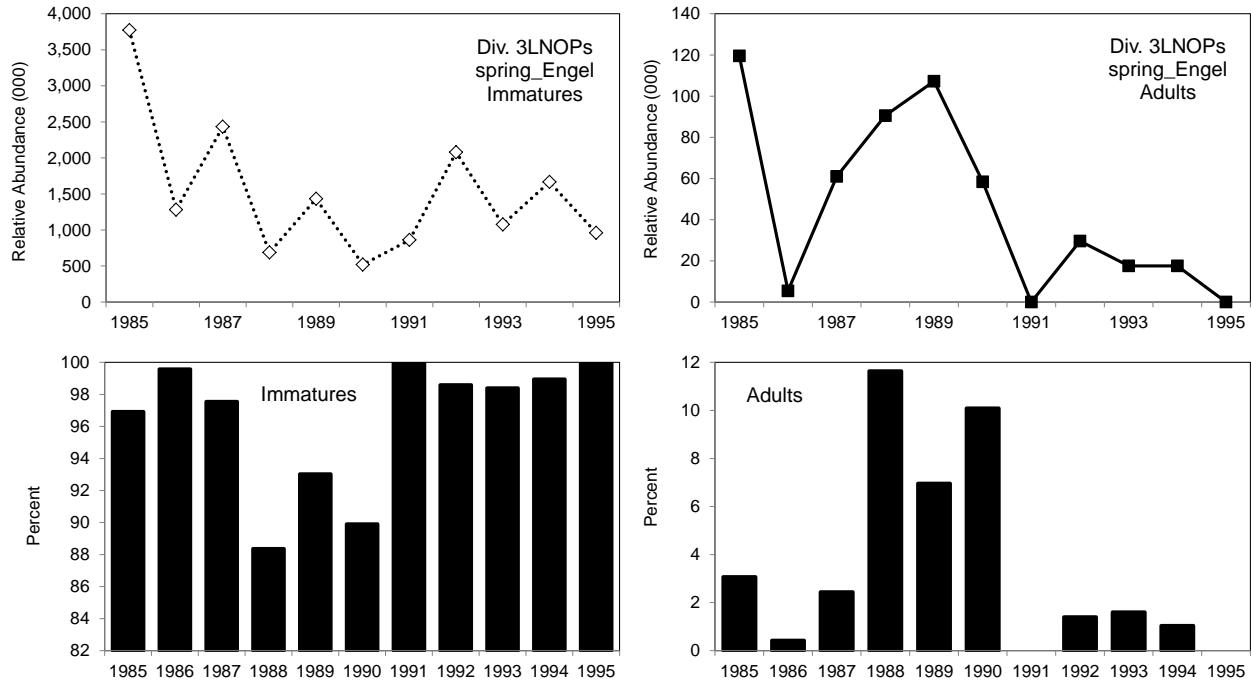 4,000
3,500
3,000
2,500
2,000
1,500
1,000
500
0
Relative Abundance (000)
Div. 3LNOPs
spring_Engel
Immatures
1985 1987 1989 1991 1993 1995
140
120
100
80
60
40
20
0
Relative Abundance (000)
Div. 3LNOPs
spring_Engel
Adults
1985 1987 1989 1991 1993 1995
100
98
96
94
92
90
88
86
84
82
Percent
Immatures
1985 1986 1987 1988 1989 1990 1991 1992 1993 1994 1995
12
10
8
6
4
2
0
Percent
Adults
1985 1986 1987 1988 1989 1990 1991 1992 1993 1994 1995